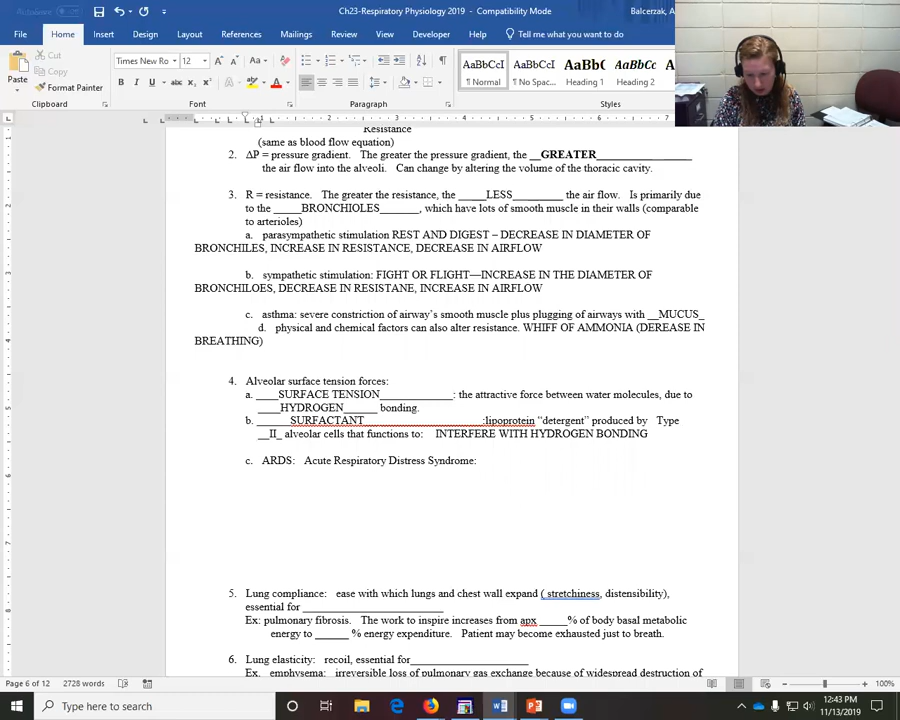 AutoSave
Ch23-Respiratory Physiology 2019 - Compatibility Mode
Balcerzak, A
File Home Insert Design Layout References Mailings Review View Developer Help Tell me what you want to do
Paste
Cut
Copy
Format Painter
Clipboard
Times New Ro 12
Font
Paragraph
AaBbCcI AaBbCcI AaBbC AaBbCc A
¶ Normal ¶ No Spac... Heading 1 Heading 2
Styles
Resistance
(same as blood flow equation)
2. ΔP = pressure gradient. The greater the pressure gradient, the __GREATER________________
the air flow into the alveoli. Can change by altering the volume of the thoracic cavity.
3. R = resistance. The greater the resistance, the _____LESS_________ the air flow. Is primarily due
to the _____BRONCHIOLES_______, which have lots of smooth muscle in their walls (comparable
to arterioles)
a. parasympathetic stimulation REST AND DIGEST – DECREASE IN DIAMETER OF
BRONCHILES, INCREASE IN RESISTANCE, DECREASE IN AIRFLOW
b. sympathetic stimulation: FIGHT OR FLIGHT—INCREASE IN THE DIAMETER OF
BRONCHILOES, DECREASE IN RESISTANE, INCREASE IN AIRFLOW
c. asthma: severe constriction of airway's smooth muscle plus plugging of airways with __MUCUS_
d. physical and chemical factors can also alter resistance. WHIFF OF AMMONIA (DEREASE IN
BREATHING)
4. Alveolar surface tension forces:
a. ____SURFACE TENSION_____________: the attractive force between water molecules, due to
____HYDROGEN______ bonding.
b. ______SURFACTANT_____________________:lipoprotein “detergent” produced by Type
__II_ alveolar cells that functions to: INTERFERE WITH HYDROGEN BONDING
c. ARDS: Acute Respiratory Distress Syndrome:
5. Lung compliance: ease with which lungs and chest wall expand ( stretchiness, distensibility),
essential for ________________________
Ex: pulmonary fibrosis. The work to inspire increases from apx _____% of body basal metabolic
energy to ______ % energy expenditure. Patient may become exhausted just to breath.
6. Lung elasticity: recoil, essential for____________________
Ex. emphysema: irreversible loss of pulmonary gas exchange because of widespread destruction of
Page 6 of 12 2728 words 100%
Type here to search
12:43 PM
11/13/2019